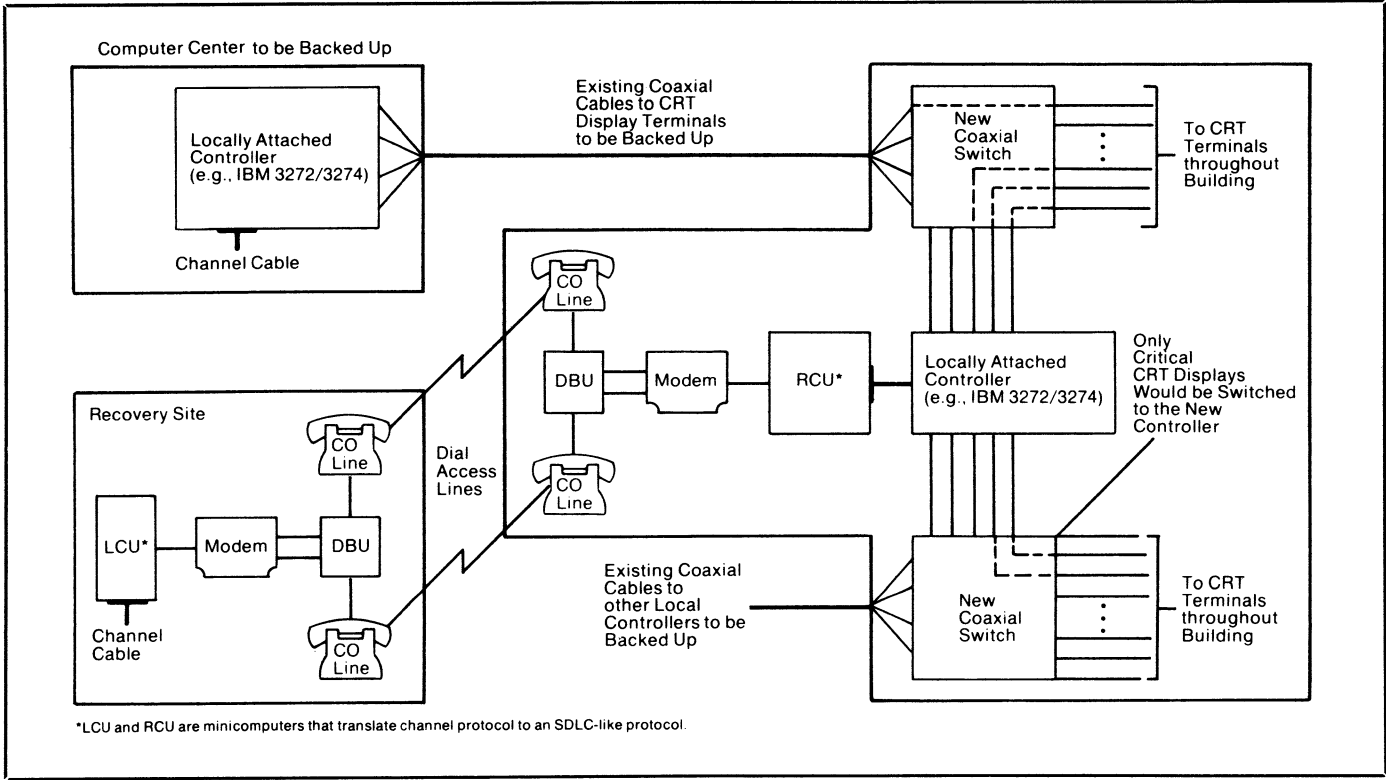 Computer Center to be Backed Up
Locally Attached
Controller
(e.g., IBM 3272/3274)
Channel Cable
Existing Coaxial
Cables to CRT
Display Terminals
to be Backed Up
New
Coaxial
Switch
To CRT
Terminals
throughout
Building
CO
Line
DBU
Modem
RCU*
Locally Attached
Controller
(e.g., IBM 3272/3274)
Only
Critical
CRT Displays
Would be Switched
to the New
Controller
CO
Line
Recovery Site
CO
Line
Dial
Access
Lines
LCU*
Modem
DBU
Channel
Cable
CO
Line
Existing Coaxial
Cables to
other Local
Controllers to be
Backed Up
New
Coaxial
Switch
To CRT
Terminals
throughout
Building
*LCU and RCU are minicomputers that translate channel protocol to an SDLC-like protocol.